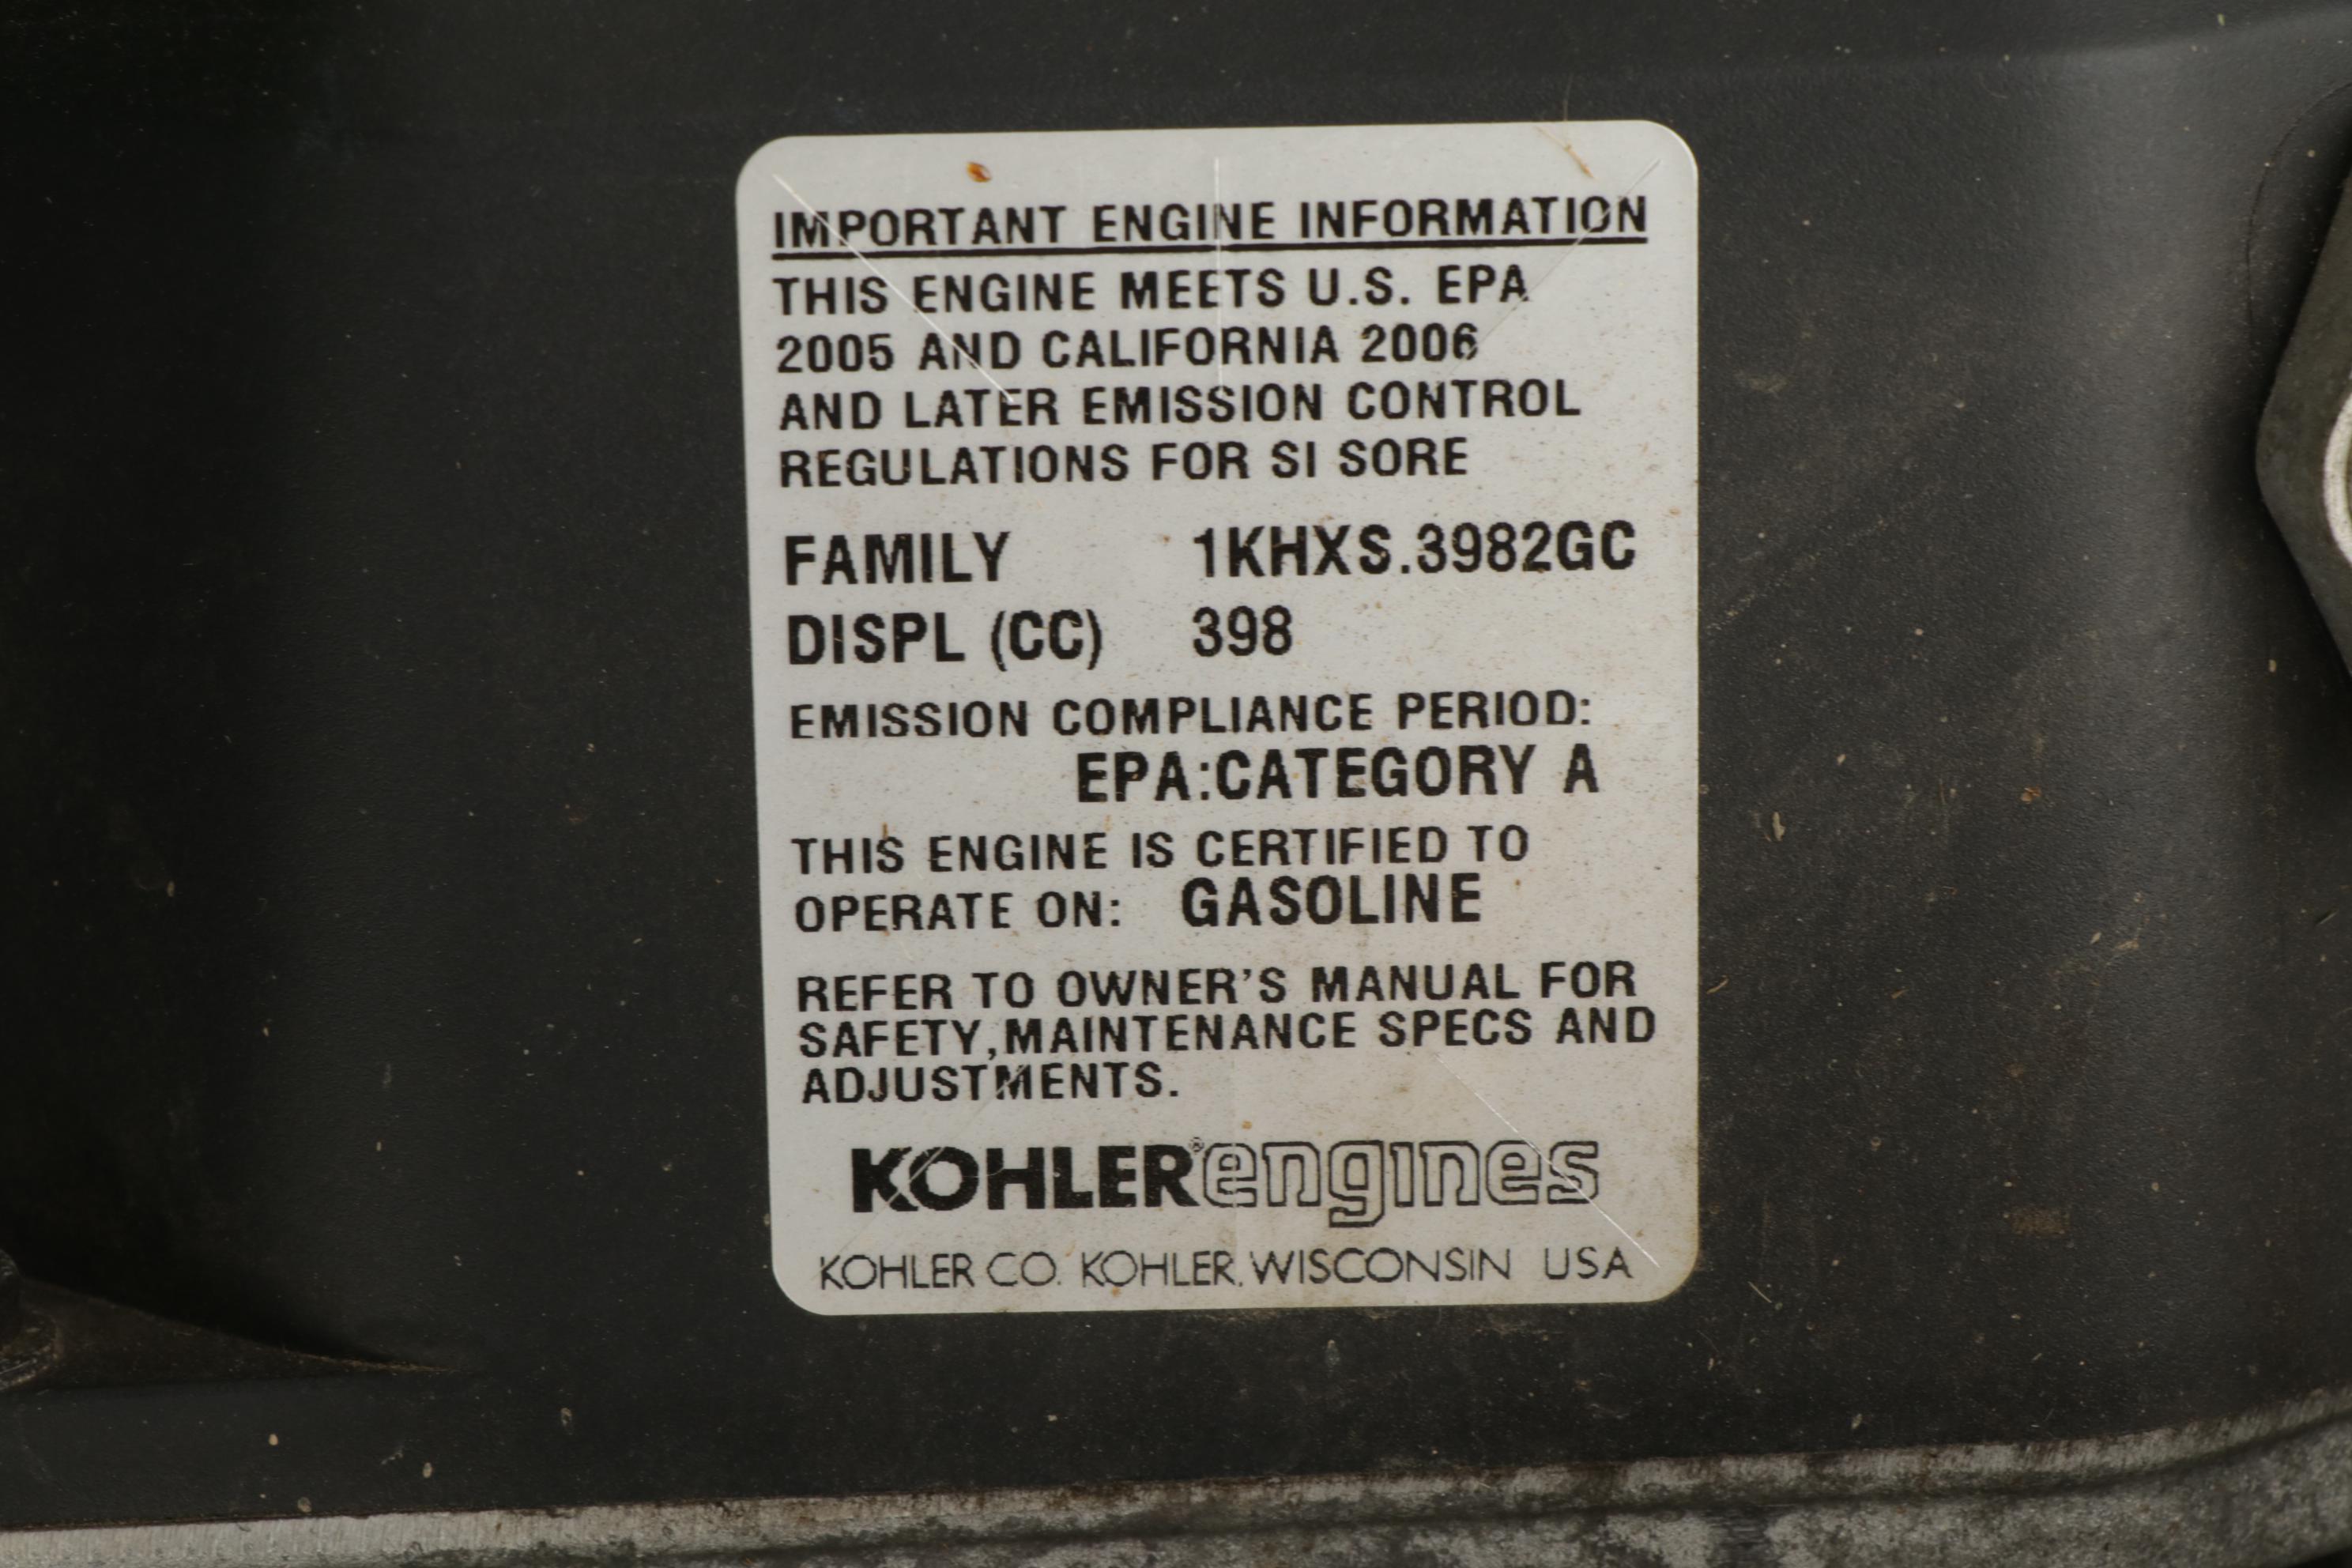 IMPORTANT ENGINE INFORMATION
THIS ENGINE MEETS U.S. EPA
2005 AND CALIFORNIA 2006
AND LATER EMISSION CONTROL
REGULATIONS FOR SI SORE
FAMILY 1KHXS.3982GC
DISPL (CC) 398
EMISSION COMPLIANCE PERIOD:
EPA:CATEGORY A
THIS ENGINE IS CERTIFIED TO
OPERATE ON: GASOLINE
REFER TO OWNER'S MANUAL FOR
SAFETY,MAINTENANCE SPECS AND
ADJUSTMENTS.
KOHLER® engines
KOHLER CO. KOHLER, WISCONSIN USA